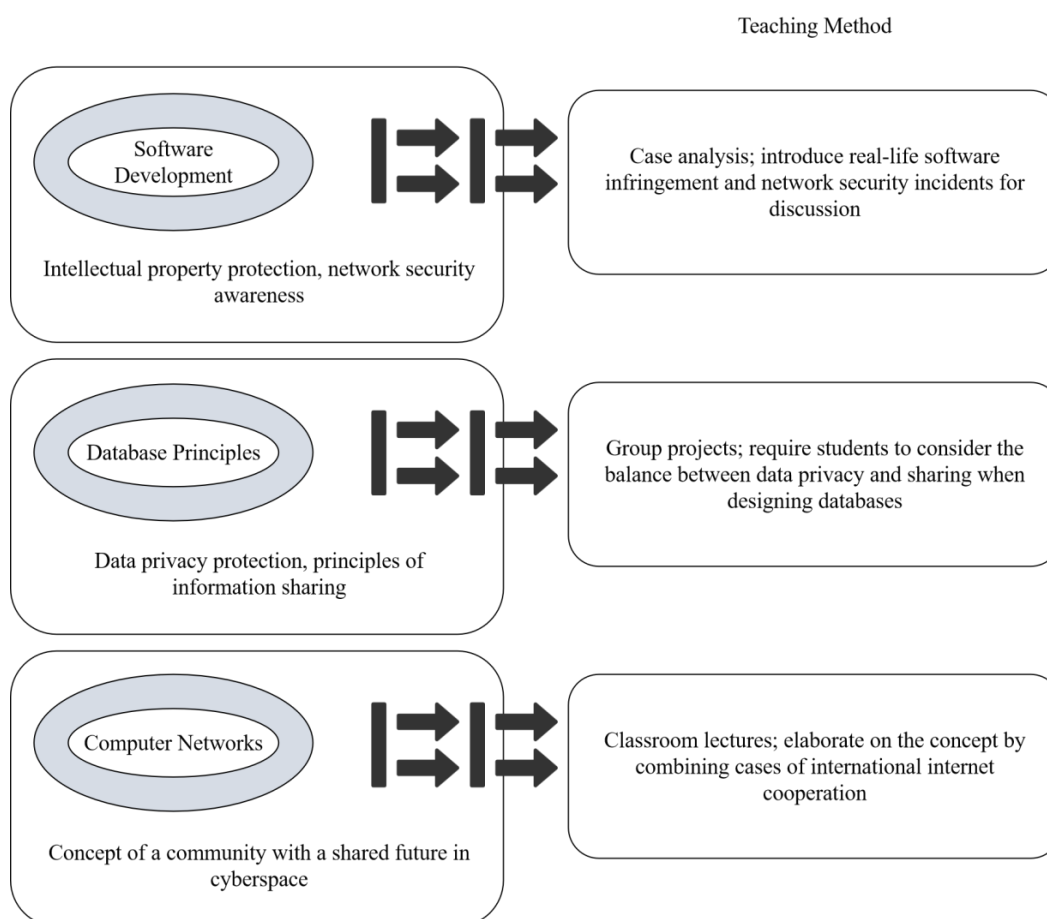 Teaching Method
Software
Development
Intellectual property protection, network security
awareness
Case analysis; introduce real-life software
infringement and network security incidents for
discussion
Database Principles
Data privacy protection, principles of
information sharing
Group projects; require students to consider the
balance between data privacy and sharing when
designing databases
Computer Networks
Concept of a community with a shared future in
cyberspace
Classroom lectures; elaborate on the concept by
combining cases of international internet
cooperation